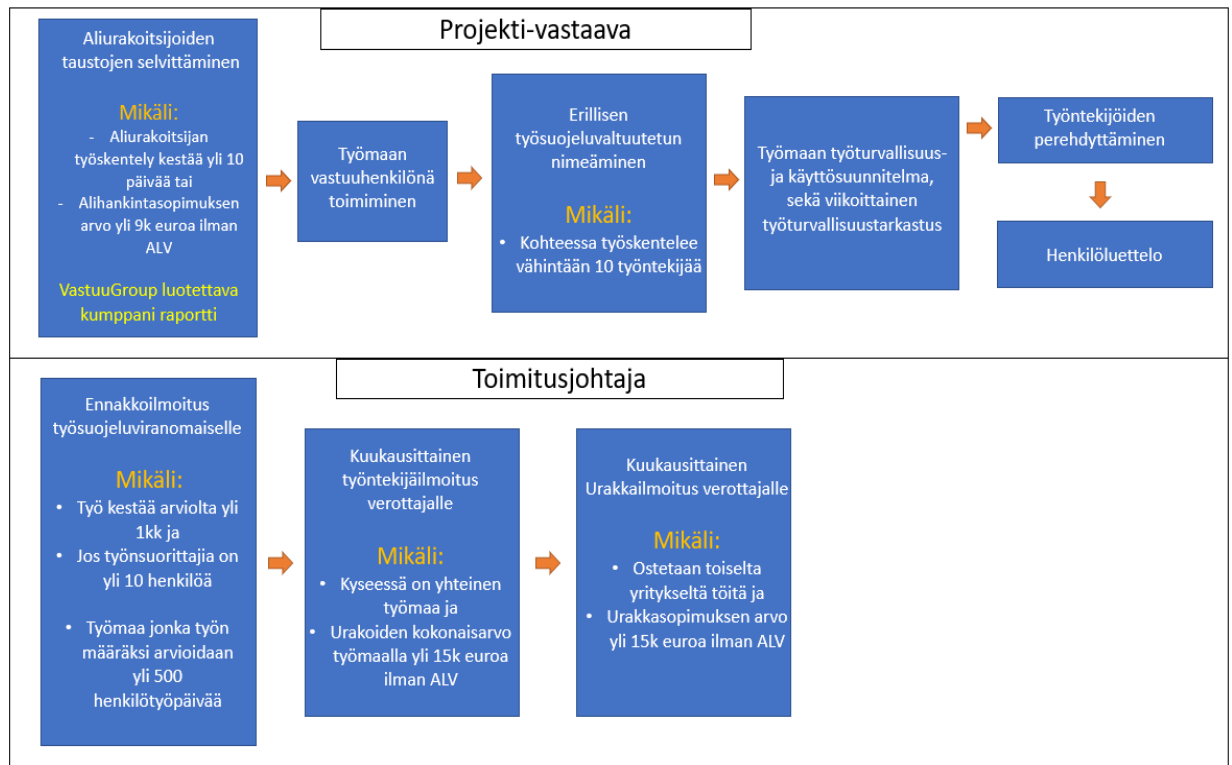 Projekti-vastaava
Aliurakoitsijoiden
taustojen selvittäminen
Mikäli:
- Aliurakoitsijan
työskentely kestää yli 10
päivää tai
- Alihankintasopimuksen
arvo yli 9k euroa ilman
ALV
VastuuGroup luotettava
kumppani raportti
Työmaan
vastuuhenkilönä
toimiminen
Erillisen
työsuojeluvaltuutetun
nimeäminen
Mikäli:
• Kohteessa työskentelee
vähintään 10 työntekijää
Työmaan työturvallisuus-
ja käyttösuunnitelma,
sekä viikoittainen
työturvallisuustarkastus
Työntekijöiden
perehdyttäminen
Henkilöluettelo
Toimitusjohtaja
Ennakkoilmoitus
työsuojeluviranomaiselle
Mikäli:
• Työ kestää arviolta yli
1kk ja
• Jos työnsuorittajia on
yli 10 henkilöä
• Työmaa jonka työn
määräksi arvioidaan
yli 500
henkilötyöpäivää
Kuukausittainen
työntekijäilmoitus
verottajalle
Mikäli:
• Kyseessä on yhteinen
työmaa ja
• Urakoiden kokonaisarvo
työmaalla yli 15k euroa
ilman ALV
Kuukausittainen
Urakkailmoitus verottajalle
Mikäli:
• Ostetaan toiselta
yritykseltä töitä ja
• Urakkasopimuksen arvo
yli 15k euroa ilman ALV